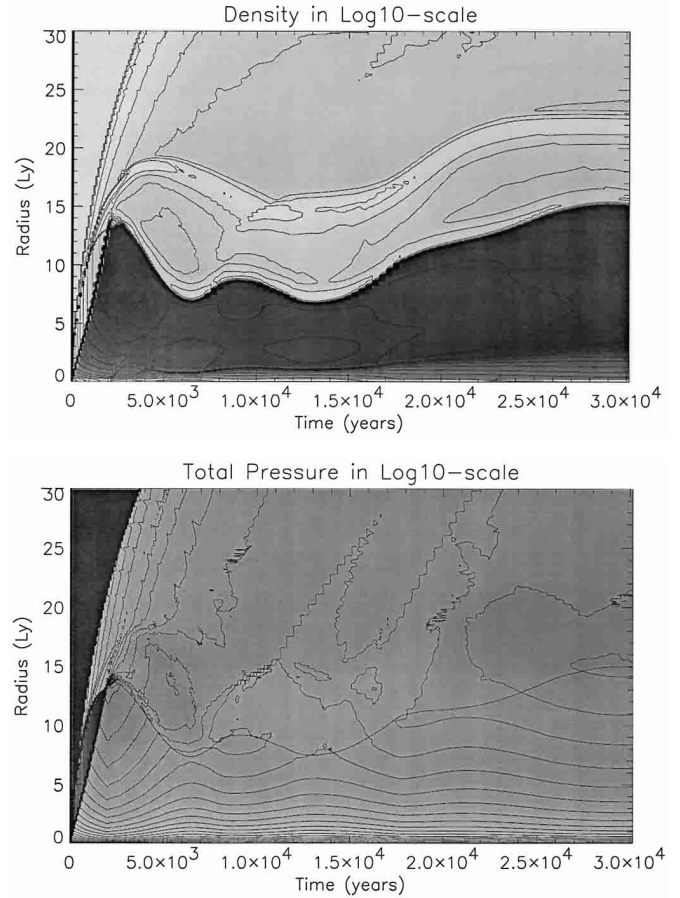 Density in Log10-scale
30
25
20
15
10
5
0
Radius (Ly)
0 5.0×10³ 1.0×10⁴ 1.5×10⁴ 2.0×10⁴ 2.5×10⁴ 3.0×10⁴
Time (years)
Total Pressure in Log10-scale
30
25
20
15
10
5
0
Radius (Ly)
0 5.0×10³ 1.0×10⁴ 1.5×10⁴ 2.0×10⁴ 2.5×10⁴ 3.0×10⁴
Time (years)